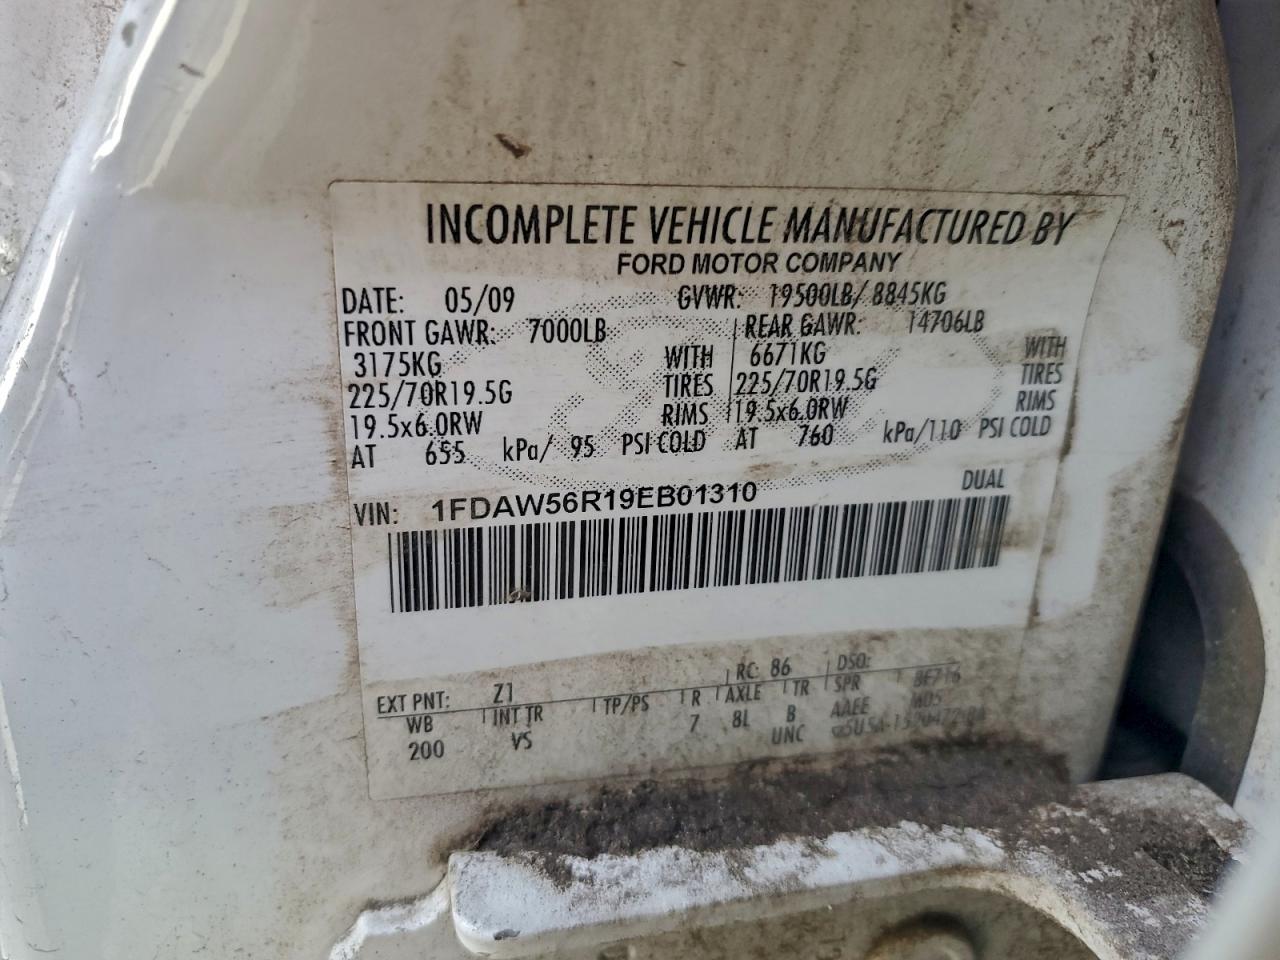 INCOMPLETE VEHICLE MANUFACTURED BY
FORD MOTOR COMPANY
DATE: 05/09 GVWR: 19500LB/ 8845KG
FRONT GAWR: 7000LB REAR GAWR: 14706LB
3175KG WITH 6671KG WITH
225/70R19.5G TIRES 225/70R19.5G TIRES
19.5x6.0RW RIMS 19.5x6.0RW RIMS
AT 655 kPa/ 95 PSI COLD AT 760 kPa/110 PSI COLD
DUAL
VIN: 1FDAW56R19EB01310
EXT PNT: Z1 RC: 86 DSO:
WB INT TR TP/PS R AXLE TR SPR BF716
200 VS 7 8L B AAEE M05
UNC